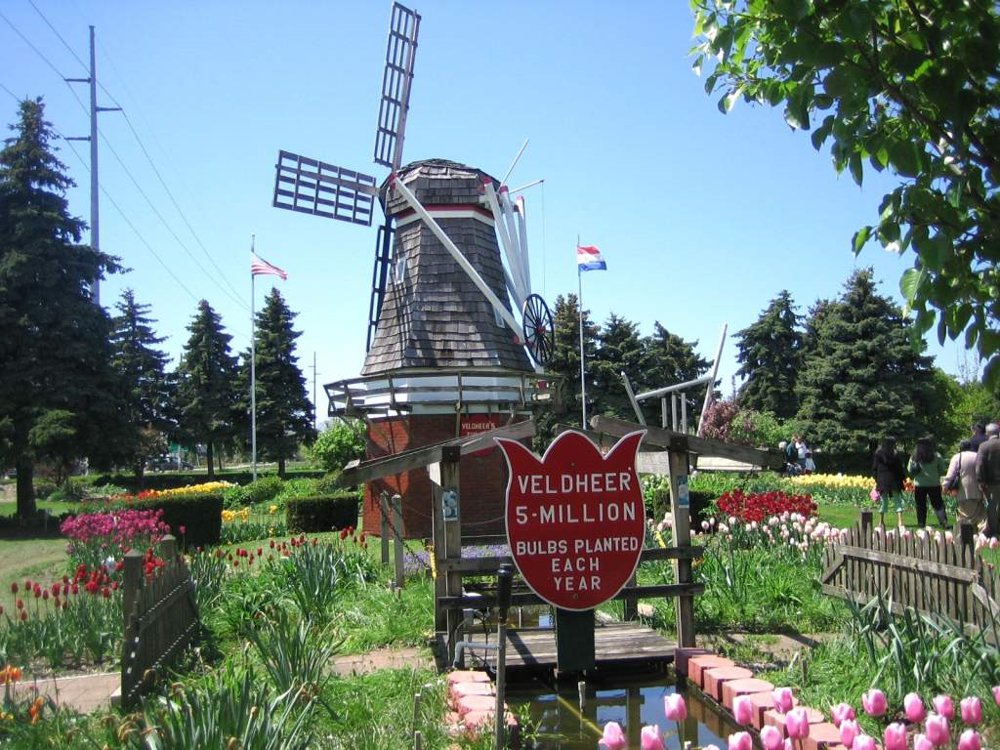 VELDHEER'S
VELDHEER
5-MILLION
BULBS PLANTED
EACH
YEAR